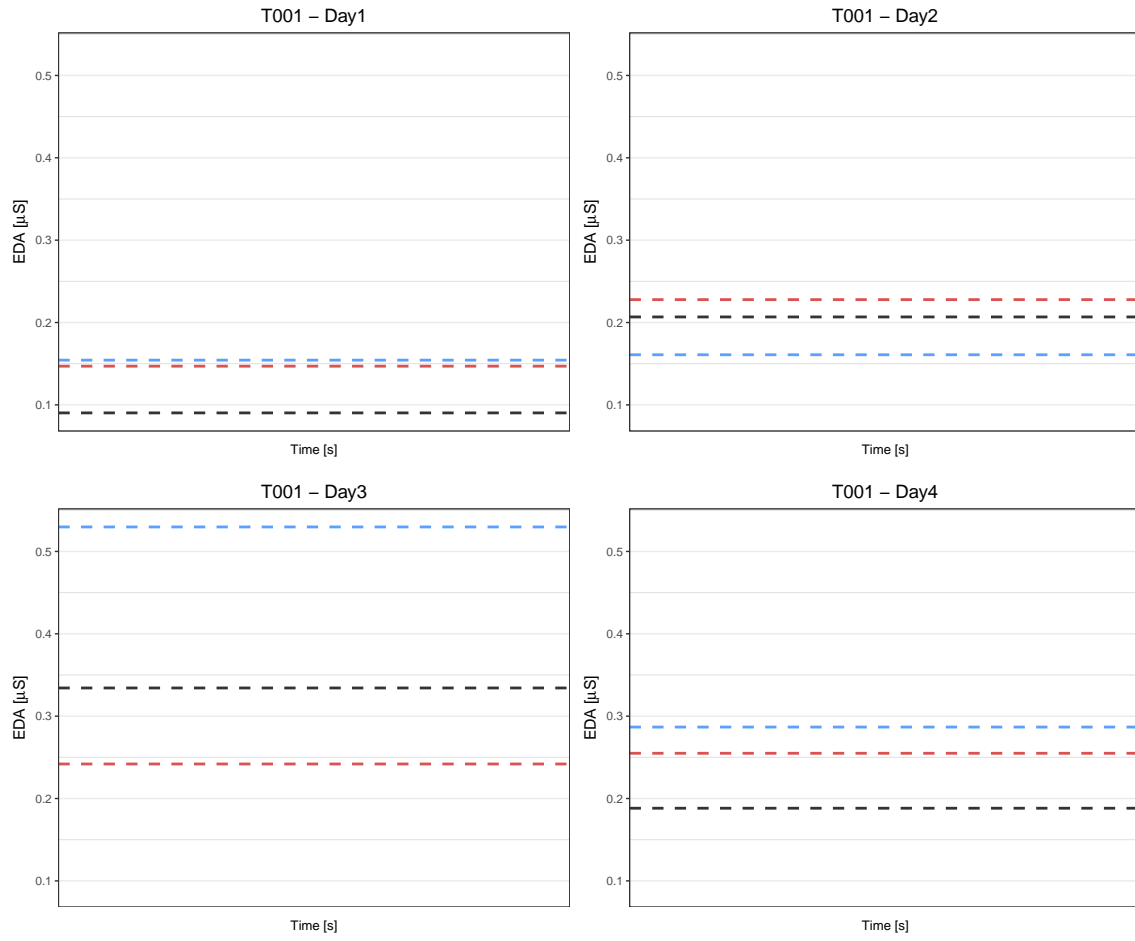 T001 – Day1
0.5
0.4
0.3
0.2
0.1
EDA [μS]
Time [s]
T001 – Day2
0.5
0.4
0.3
0.2
0.1
EDA [μS]
Time [s]
T001 – Day3
0.5
0.4
0.3
0.2
0.1
EDA [μS]
Time [s]
T001 – Day4
0.5
0.4
0.3
0.2
0.1
EDA [μS]
Time [s]